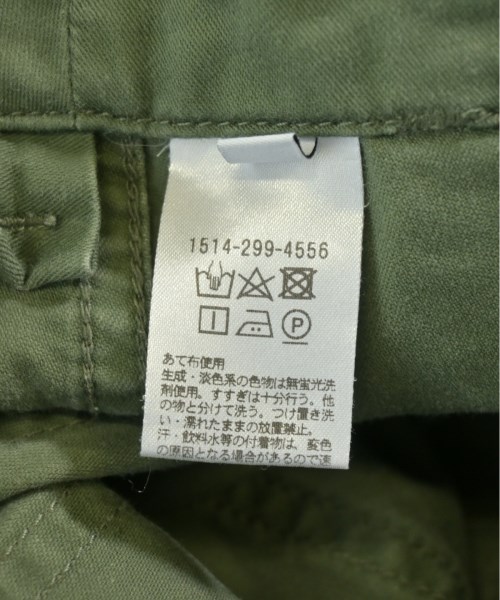 1514-299-4556
P
あて布使用
生成・淡色系の色物は無蛍光洗
剤使用。すすぎは十分行う。他
の物と分けて洗う。つけ置き洗
い・濡れたままの放置禁止。
汗・飲料水等の付着物は、変色
の原因となる場合があるので速